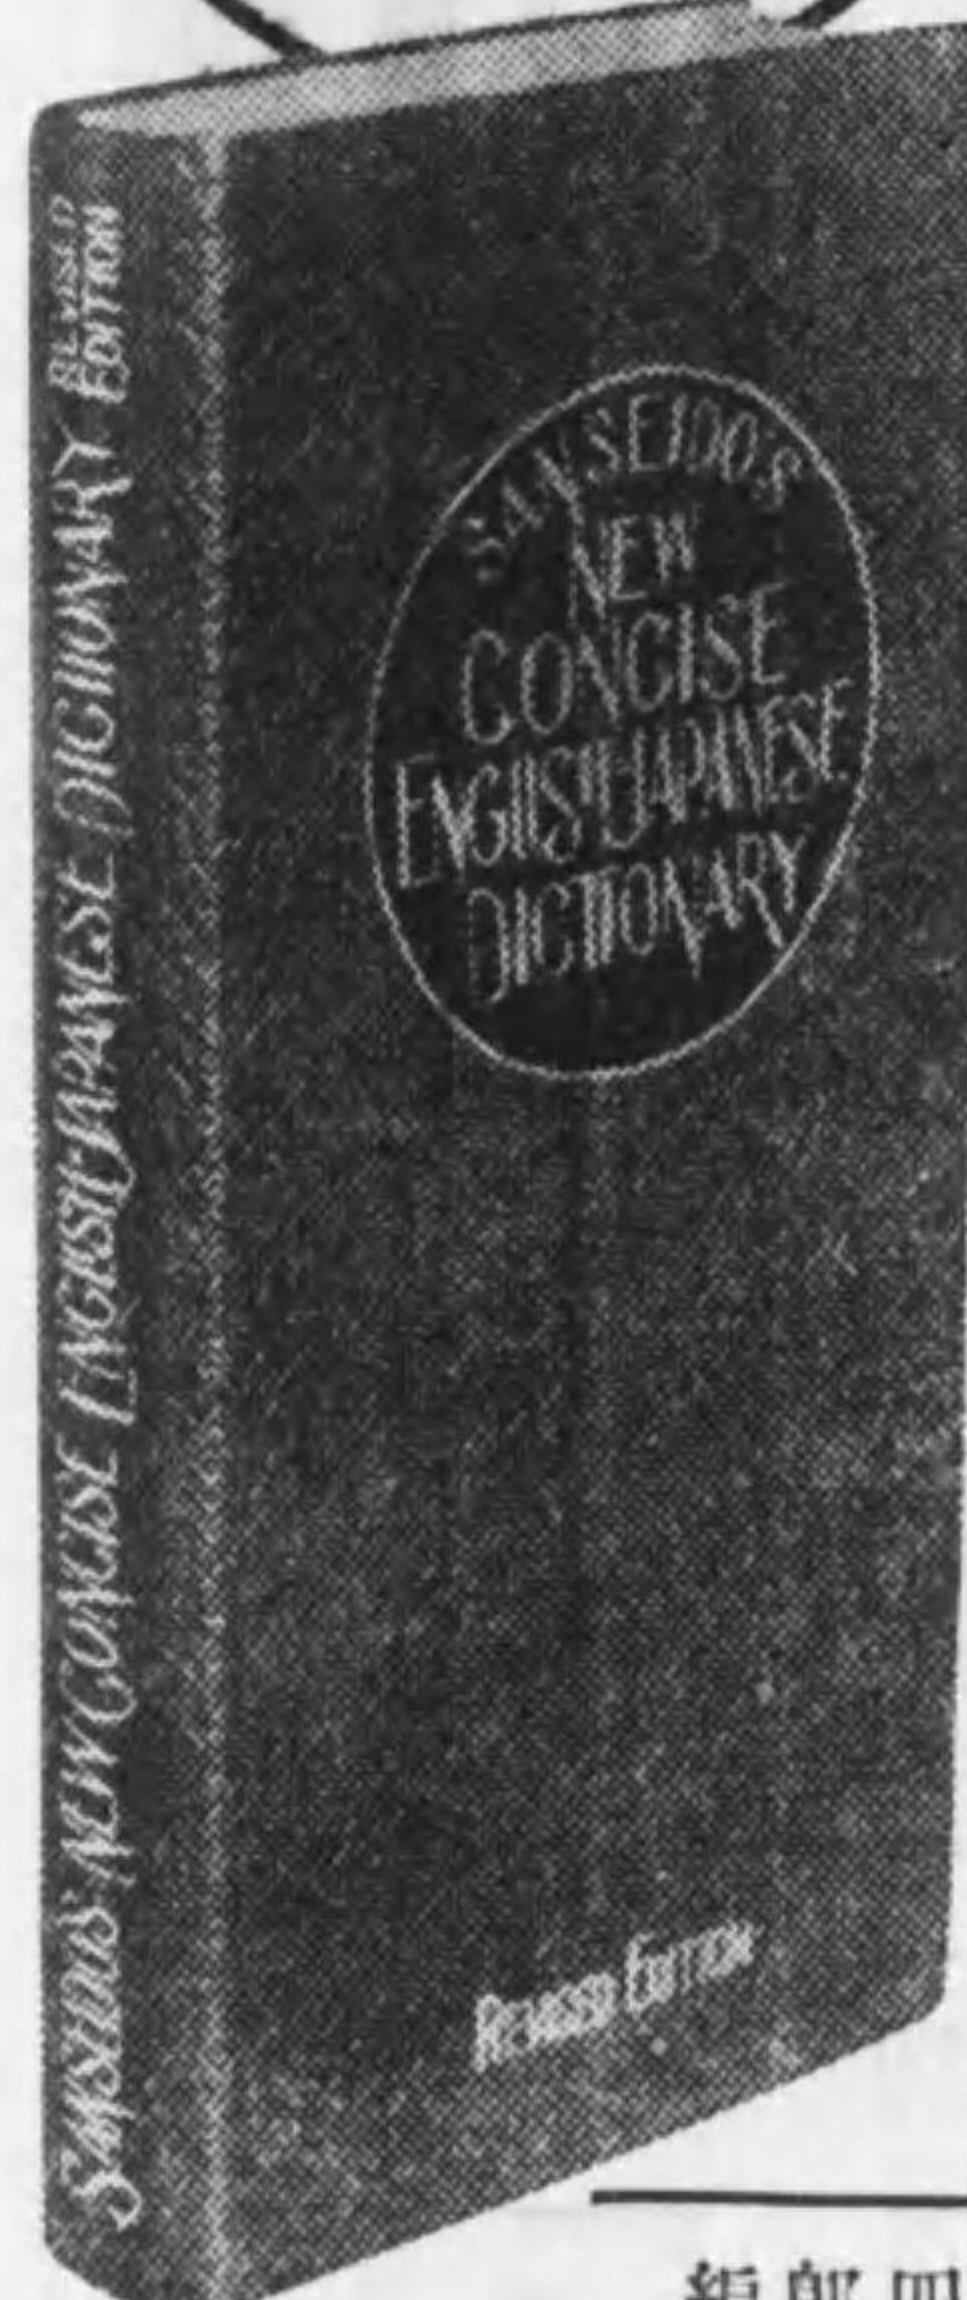 SANSEIDO'S NEW CONCISE ENGLISH-JAPANESE DICTIONARY
REVISED
EDITION
SANSEIDO'S
NEW
CONCISE
ENGLISH-JAPANESE
DICTIONARY
REVISED EDITION